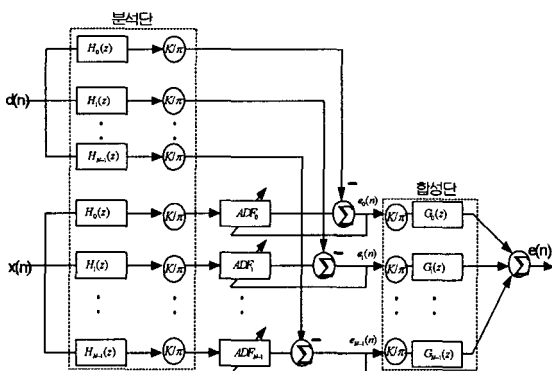 분석단
H₀(z) K/π
d(n) H₁(z) K/π
H_{M-1}(z) K/π
합성단
H₀(z) K/π ADF₀ Σ e₀(n) K/π G₀(z)
x(n) H₁(z) K/π ADF₁ Σ e₁(n) K/π G₁(z) Σ e(n)
H_{M-1}(z) K/π ADF_{M-1} Σ e_{M-1}(n) K/π G_{M-1}(z)